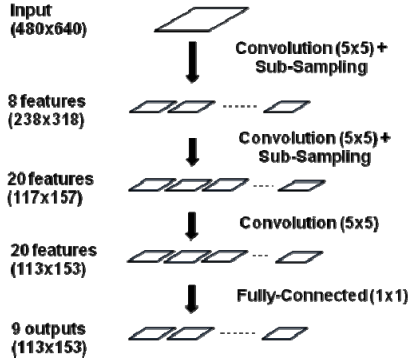 Input
(480x640)
Convolution (5x5) +
Sub-Sampling
8 features
(238x318)
Convolution (5x5) +
Sub-Sampling
20 features
(117x157)
Convolution (5x5)
20 features
(113x153)
Fully-Connected (1x1)
9 outputs
(113x153)